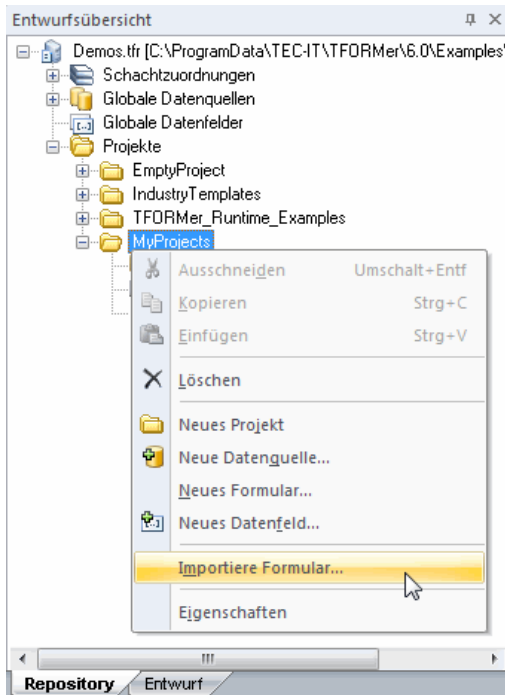 Entwurfsübersicht
Demos.tfr [C:\ProgramData\TEC-IT\TFORMer\6.0\Examples\
Schachtzuordnungen
Globale Datenquellen
Globale Datenfelder
Projekte
EmptyProject
IndustryTemplates
TFORMer_Runtime_Examples
MyProjects
Ausschneiden Umschalt+Entf
Kopieren Strg+C
Einfügen Strg+V
Löschen
Neues Projekt
Neue Datenquelle...
Neues Formular...
Neues Datenfeld...
Importiere Formular...
Eigenschaften
Repository Entwurf